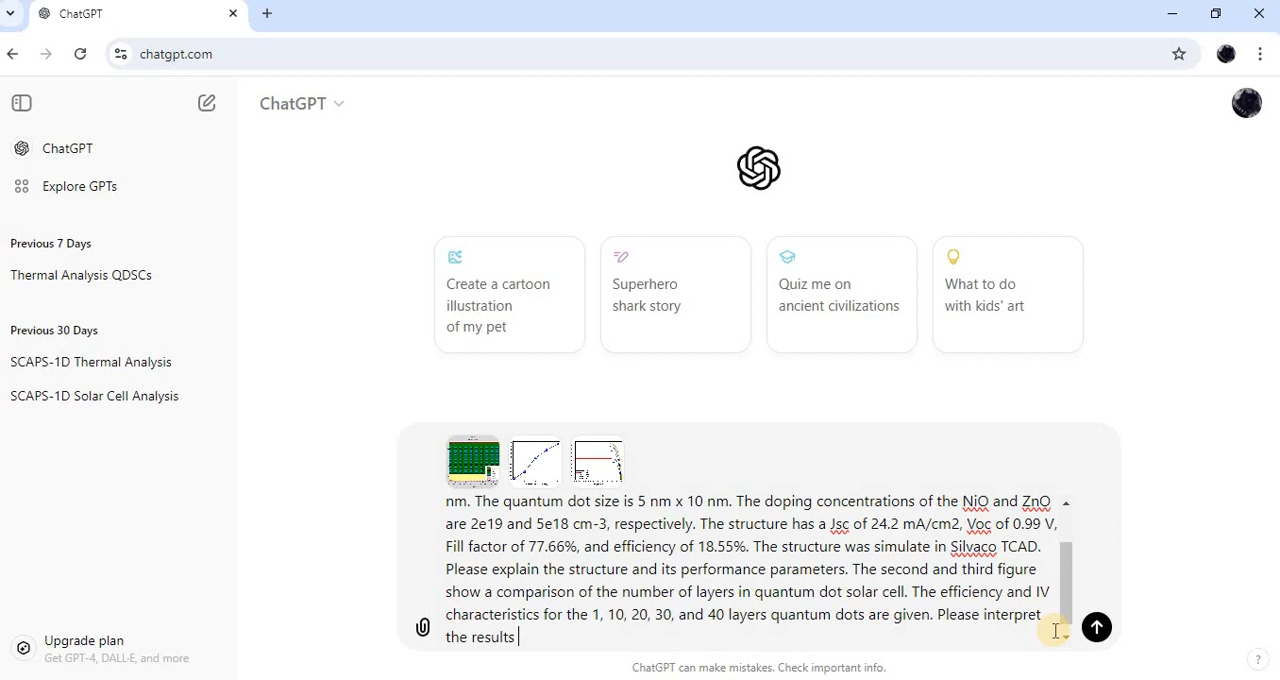 ChatGPT
chatgpt.com
ChatGPT
ChatGPT
Explore GPTs
Previous 7 Days
Thermal Analysis QDSCs
Previous 30 Days
SCAPS-1D Thermal Analysis
SCAPS-1D Solar Cell Analysis
Upgrade plan
Get GPT-4, DALL·E, and more
Create a cartoon
illustration
of my pet
Superhero
shark story
Quiz me on
ancient civilizations
What to do
with kids' art
nm. The quantum dot size is 5 nm x 10 nm. The doping concentrations of the NiO and ZnO
are 2e19 and 5e18 cm-3, respectively. The structure has a Jsc of 24.2 mA/cm2, Voc of 0.99 V,
Fill factor of 77.66%, and efficiency of 18.55%. The structure was simulate in Silvaco TCAD.
Please explain the structure and its performance parameters. The second and third figure
show a comparison of the number of layers in quantum dot solar cell. The efficiency and IV
characteristics for the 1, 10, 20, 30, and 40 layers quantum dots are given. Please interpret
the results
ChatGPT can make mistakes. Check important info.
?